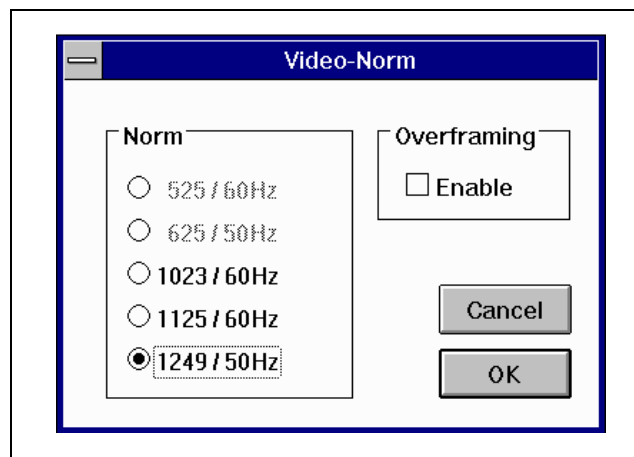 Video-Norm
Norm
525 / 60Hz
625 / 50Hz
1023 / 60Hz
1125 / 60Hz
1249 / 50Hz
Overframing
Enable
Cancel
OK